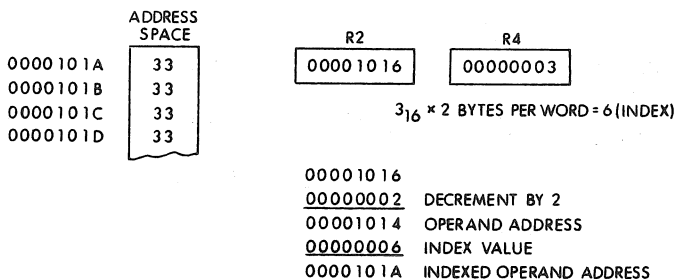 ADDRESS
SPACE
R2
R4
0000101A 33
00001016
00000003
0000101B 33
0000101C 33
3₁₆ × 2 BYTES PER WORD = 6 (INDEX)
0000101D 33
00001016
00000002 DECREMENT BY 2
00001014 OPERAND ADDRESS
00000006 INDEX VALUE
0000101A INDEXED OPERAND ADDRESS